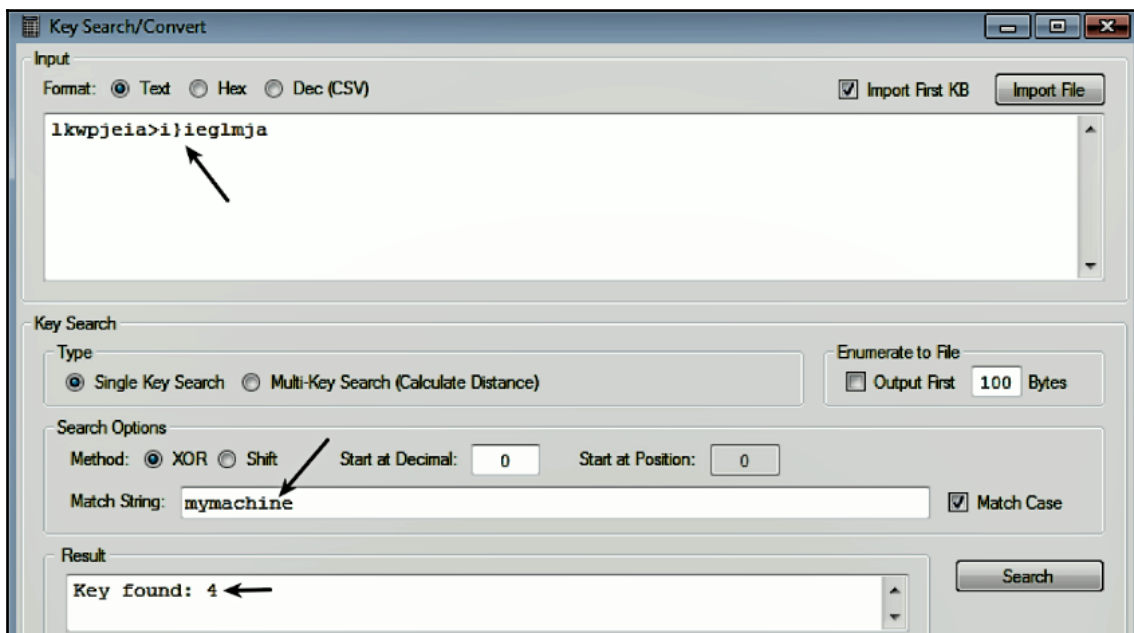 Key Search/Convert
Input
Format: Text Hex Dec (CSV) Import First KB Import File
lkwpjeia>i}ieglmja
Key Search
Type
Single Key Search Multi-Key Search (Calculate Distance)
Enumerate to File
Output First 100 Bytes
Search Options
Method: XOR Shift Start at Decimal: 0 Start at Position: 0
Match String: mymachine Match Case
Result
Key found: 4
Search